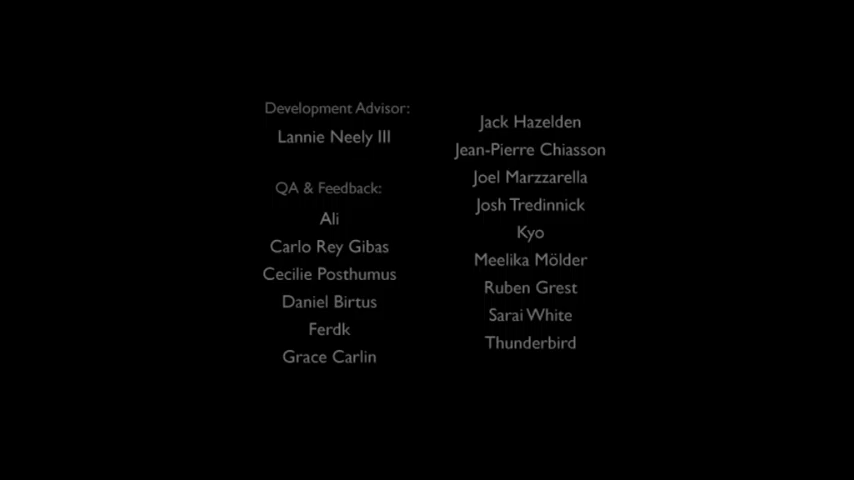 Development Advisor:
Lannie Neely III
QA & Feedback:
Ali
Carlo Rey Gibas
Cecilie Posthumus
Daniel Birtus
Ferdk
Grace Carlin
Jack Hazelden
Jean-Pierre Chiasson
Joel Marzzarella
Josh Tredinnick
Kyo
Meelika Mölder
Ruben Grest
Sarai White
Thunderbird